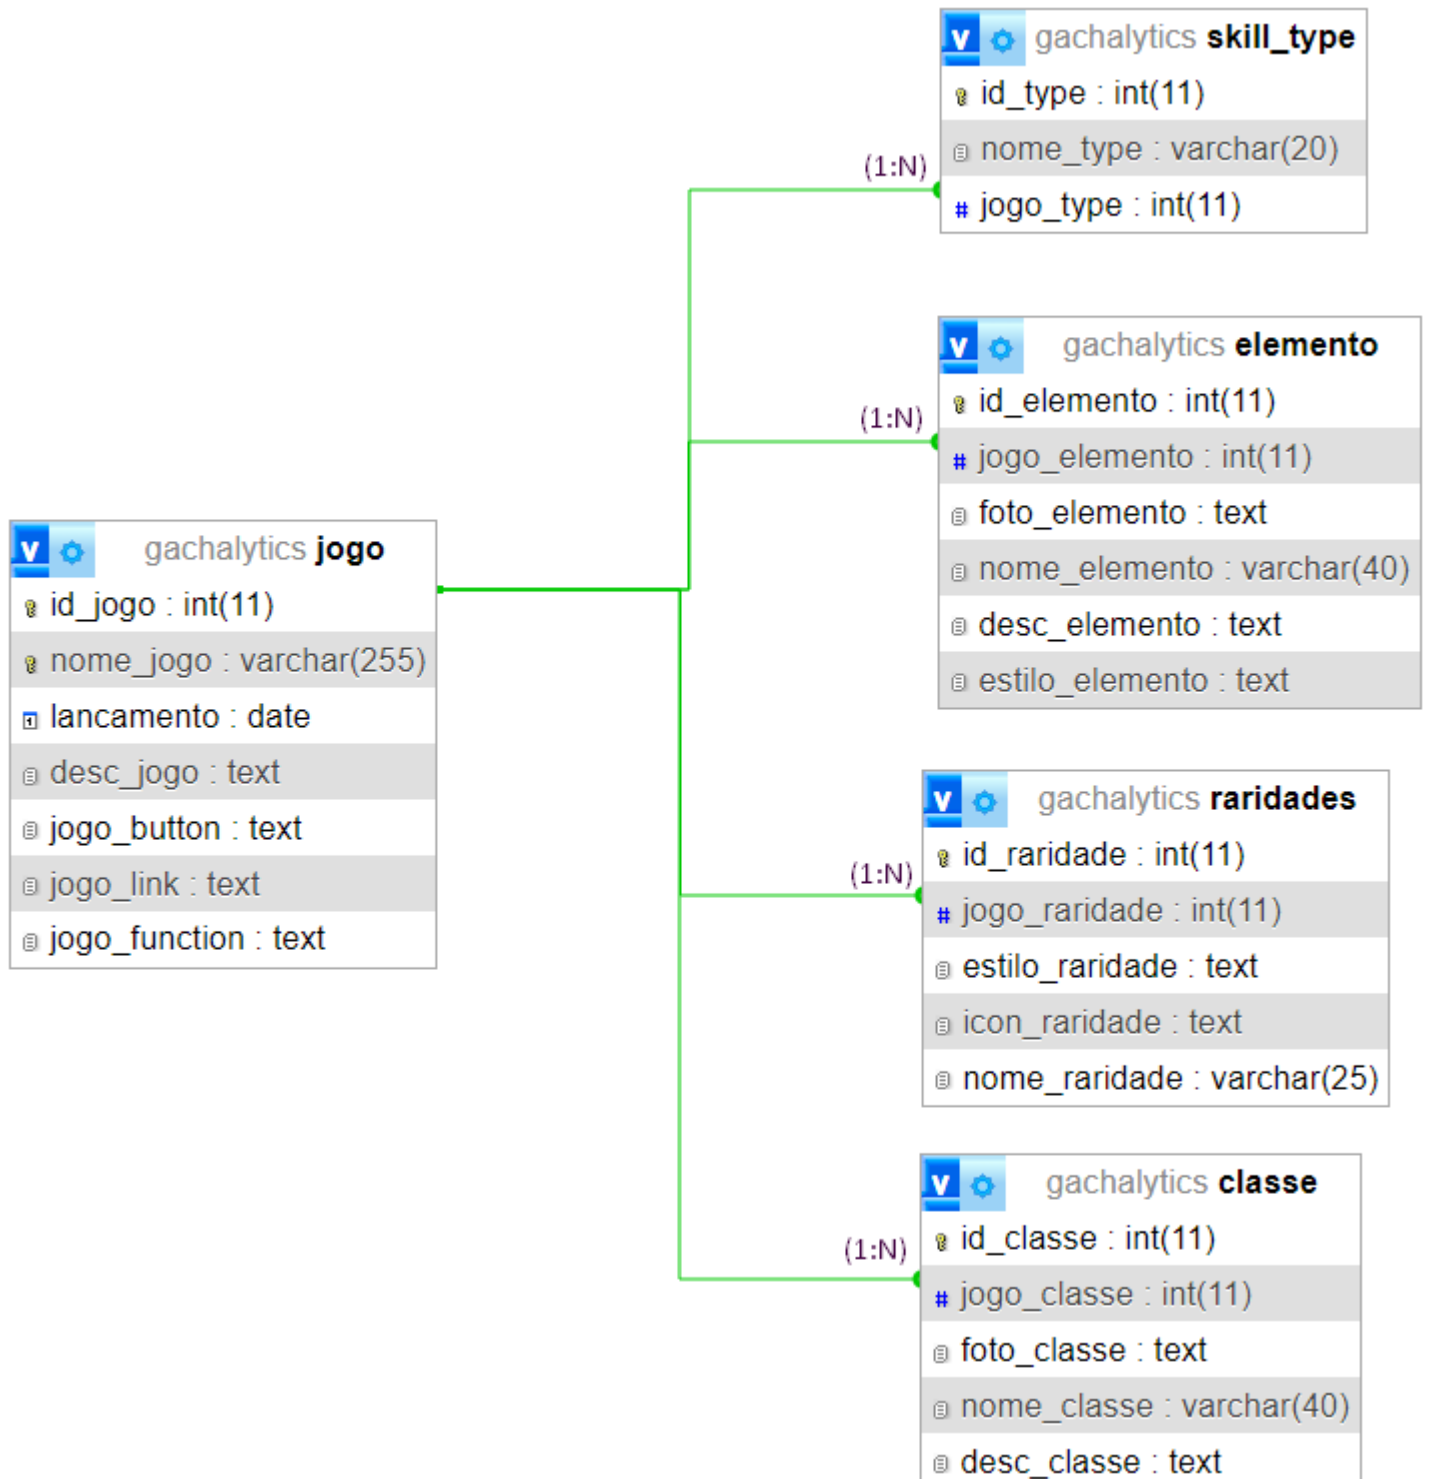 gachalytics skill_type
id_type : int(11)
nome_type : varchar(20)
jogo_type : int(11)
(1:N)
gachalytics elemento
id_elemento : int(11)
jogo_elemento : int(11)
foto_elemento : text
nome_elemento : varchar(40)
desc_elemento : text
estilo_elemento : text
(1:N)
gachalytics jogo
id_jogo : int(11)
nome_jogo : varchar(255)
lancamento : date
desc_jogo : text
jogo_button : text
jogo_link : text
jogo_function : text
gachalytics raridades
id_raridade : int(11)
jogo_raridade : int(11)
estilo_raridade : text
icon_raridade : text
nome_raridade : varchar(25)
(1:N)
gachalytics classe
id_classe : int(11)
jogo_classe : int(11)
foto_classe : text
nome_classe : varchar(40)
desc_classe : text
(1:N)